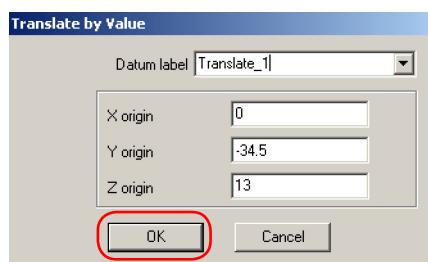 Translate by Value
Datum label Translate_1
X origin 0
Y origin -34.5
Z origin 13
OK Cancel